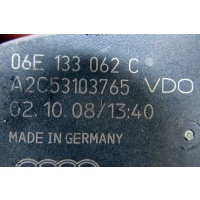 06E 133 062 C
A2C53103765 VDO
02.10.08/13:40
MADE IN GERMANY